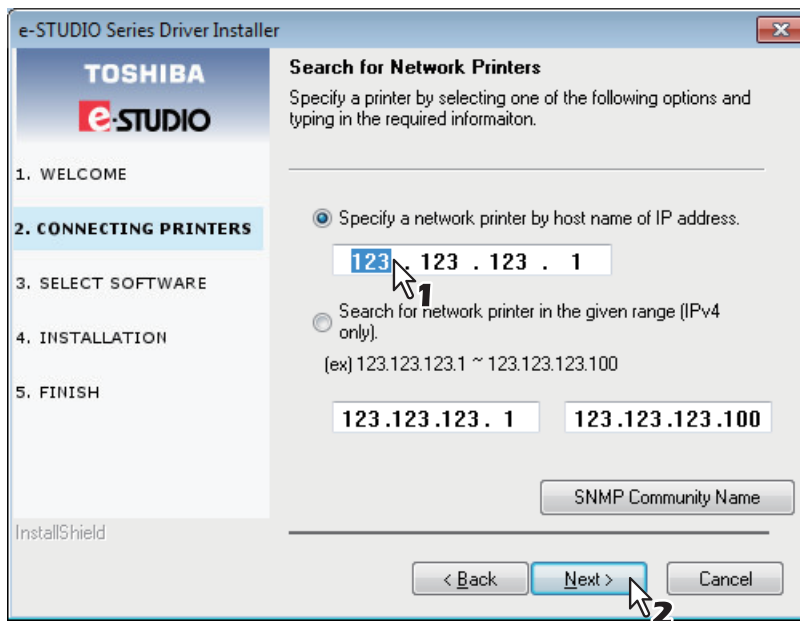 e-STUDIO Series Driver Installer
TOSHIBA
e-STUDIO
1. WELCOME
2. CONNECTING PRINTERS
3. SELECT SOFTWARE
4. INSTALLATION
5. FINISH
InstallShield
Search for Network Printers
Specify a printer by selecting one of the following options and
typing in the required informaiton.
Specify a network printer by host name of IP address.
123 . 123 . 123 . 1
1
Search for network printer in the given range (IPv4
only).
(ex) 123.123.123.1 ~ 123.123.123.100
123.123.123. 1 123.123.123.100
SNMP Community Name
< Back Next > Cancel
2